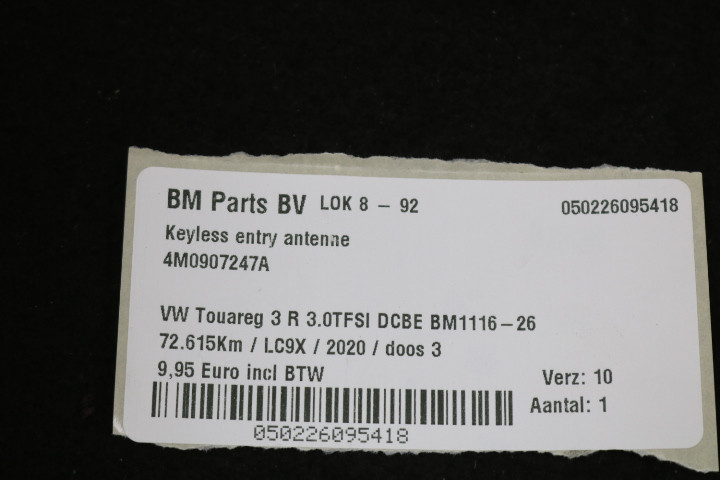 BM Parts BV LOK 8 - 92 050226095418
Keyless entry antenne
4M0907247A
VW Touareg 3 R 3.0TFSI DCBE BM1116-26
72.615Km / LC9X / 2020 / doos 3
9,95 Euro incl BTW Verz: 10
Aantal: 1
050226095418